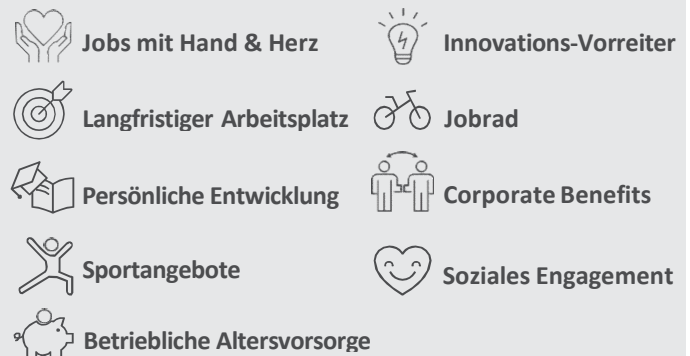 Jobs mit Hand & Herz
Innovations-Vorreiter
Langfristiger Arbeitsplatz
Jobrad
Persönliche Entwicklung
Corporate Benefits
Sportangebote
Soziales Engagement
Betriebliche Altersvorsorge